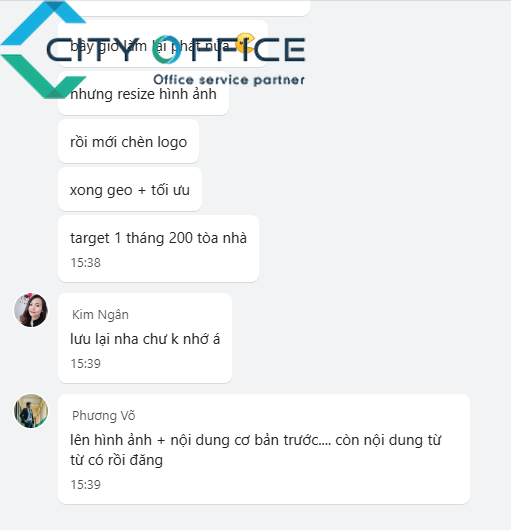 bây giờ làm lại phát nữa
CITY OFFICE
Office service partner
nhưng resize hình ảnh
rồi mới chèn logo
xong geo + tối ưu
target 1 tháng 200 tòa nhà
15:38
Kim Ngân
lưu lại nha chư k nhớ á
15:39
Phương Võ
lên hình ảnh + nội dung cơ bản trước.... còn nội dung từ
từ có rồi đăng
15:39